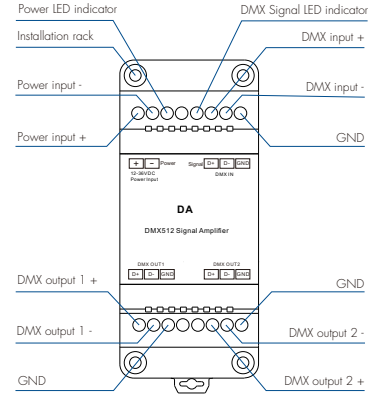 Power LED indicator
DMX Signal LED indicator
Installation rack
DMX input +
Power input -
DMX input -
Power input +
GND
+ - Power
Signal D+ D- GND
12-36VDC
Power Input
DMX IN
DA
DMX512 Signal Amplifier
DMX OUT1
DMX OUT2
D+ D- GND
D+ D- GND
DMX output 1 +
GND
DMX output 1 -
DMX output 2 -
GND
DMX output 2 +